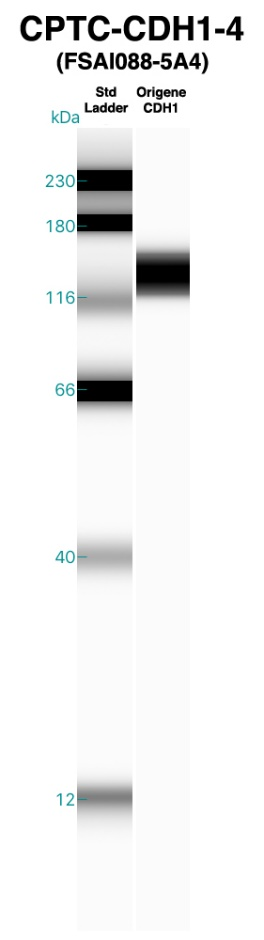 CPTC-CDH1-4
(FSAI088-5A4)
Std Ladder
Origene CDH1
kDa
230
180
116
66
40
12